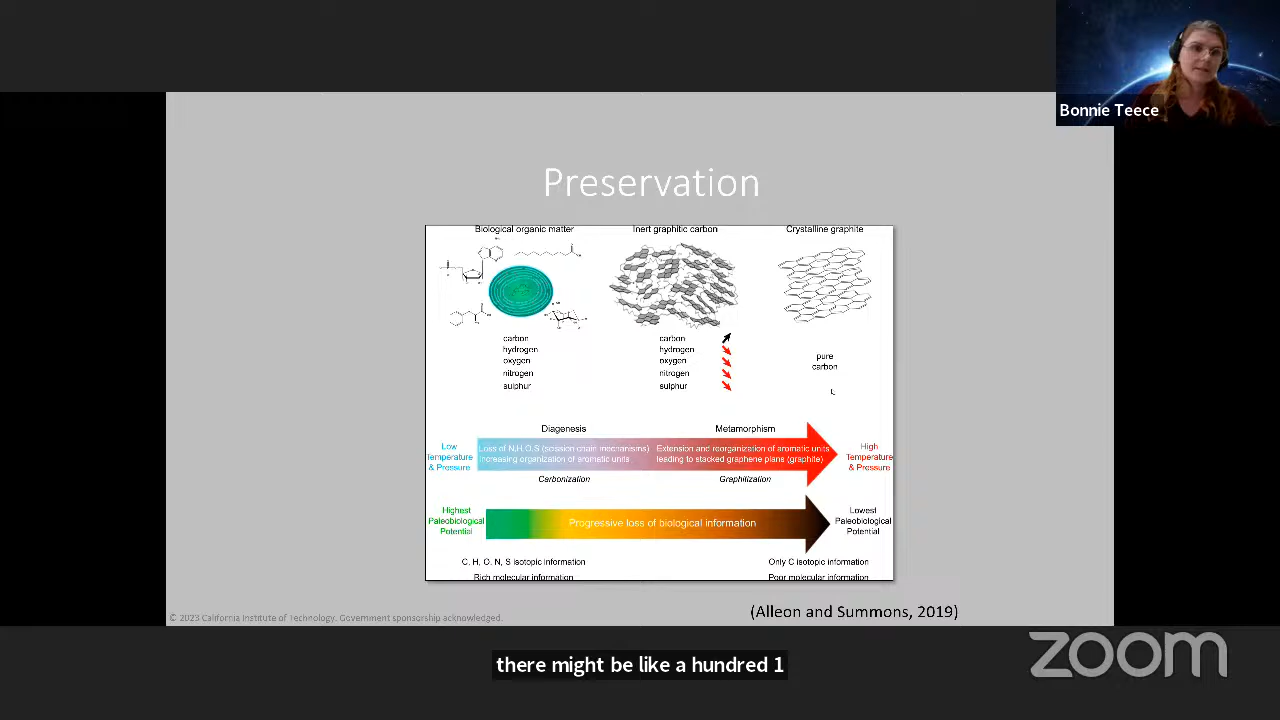 Bonnie Teece
Preservation
Biological organic matter
Inert graphitic carbon
Crystalline graphite
carbon
hydrogen
oxygen
nitrogen
sulphur
carbon
hydrogen
oxygen
nitrogen
sulphur
pure
carbon
Diagenesis
Metamorphism
Low
Temperature
& Pressure
Loss of N,H,O,S (scission chain mechanisms)
Increasing organization of aromatic units
Extension and reorganization of aromatic units
leading to stacked graphene plans (graphite)
High
Temperature
& Pressure
Carbonization
Graphitization
Highest
Paleobiological
Potential
Progressive loss of biological information
Lowest
Paleobiological
Potential
C, H, O, N, S isotopic information
Rich molecular information
Only C isotopic information
Poor molecular information
(Alleon and Summons, 2019)
© 2023 California Institute of Technology. Government sponsorship acknowledged.
there might be like a hundred 1
zoom